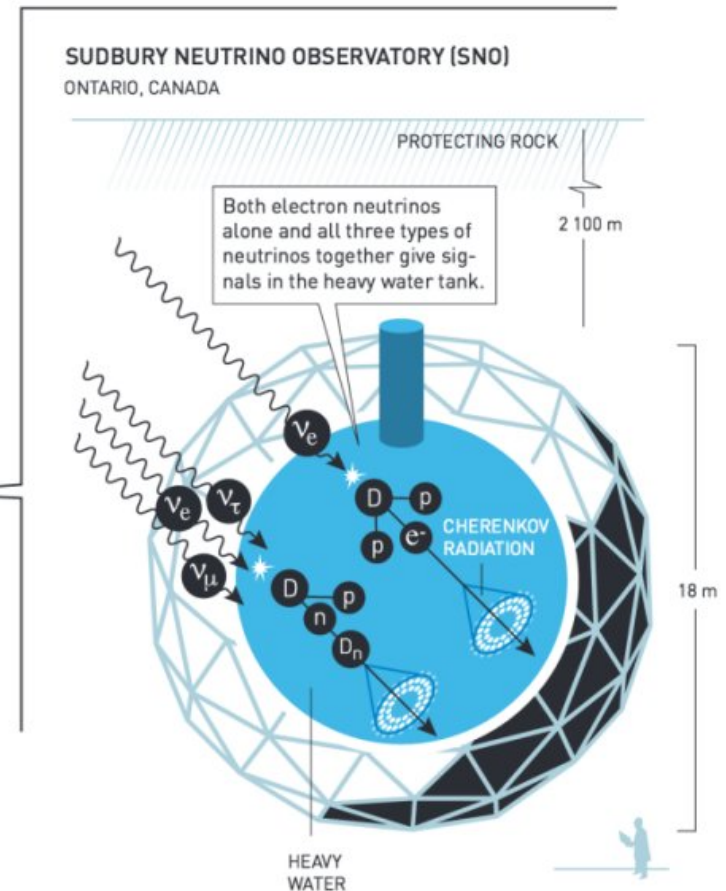 SUDBURY NEUTRINO OBSERVATORY (SNO)
ONTARIO, CANADA
PROTECTING ROCK
2 100 m
Both electron neutrinos
alone and all three types of
neutrinos together give sig-
nals in the heavy water tank.
νe
D
p
p
e-
CHERENKOV
RADIATION
νe
ντ
νμ
D
p
n
Dn
18 m
HEAVY
WATER